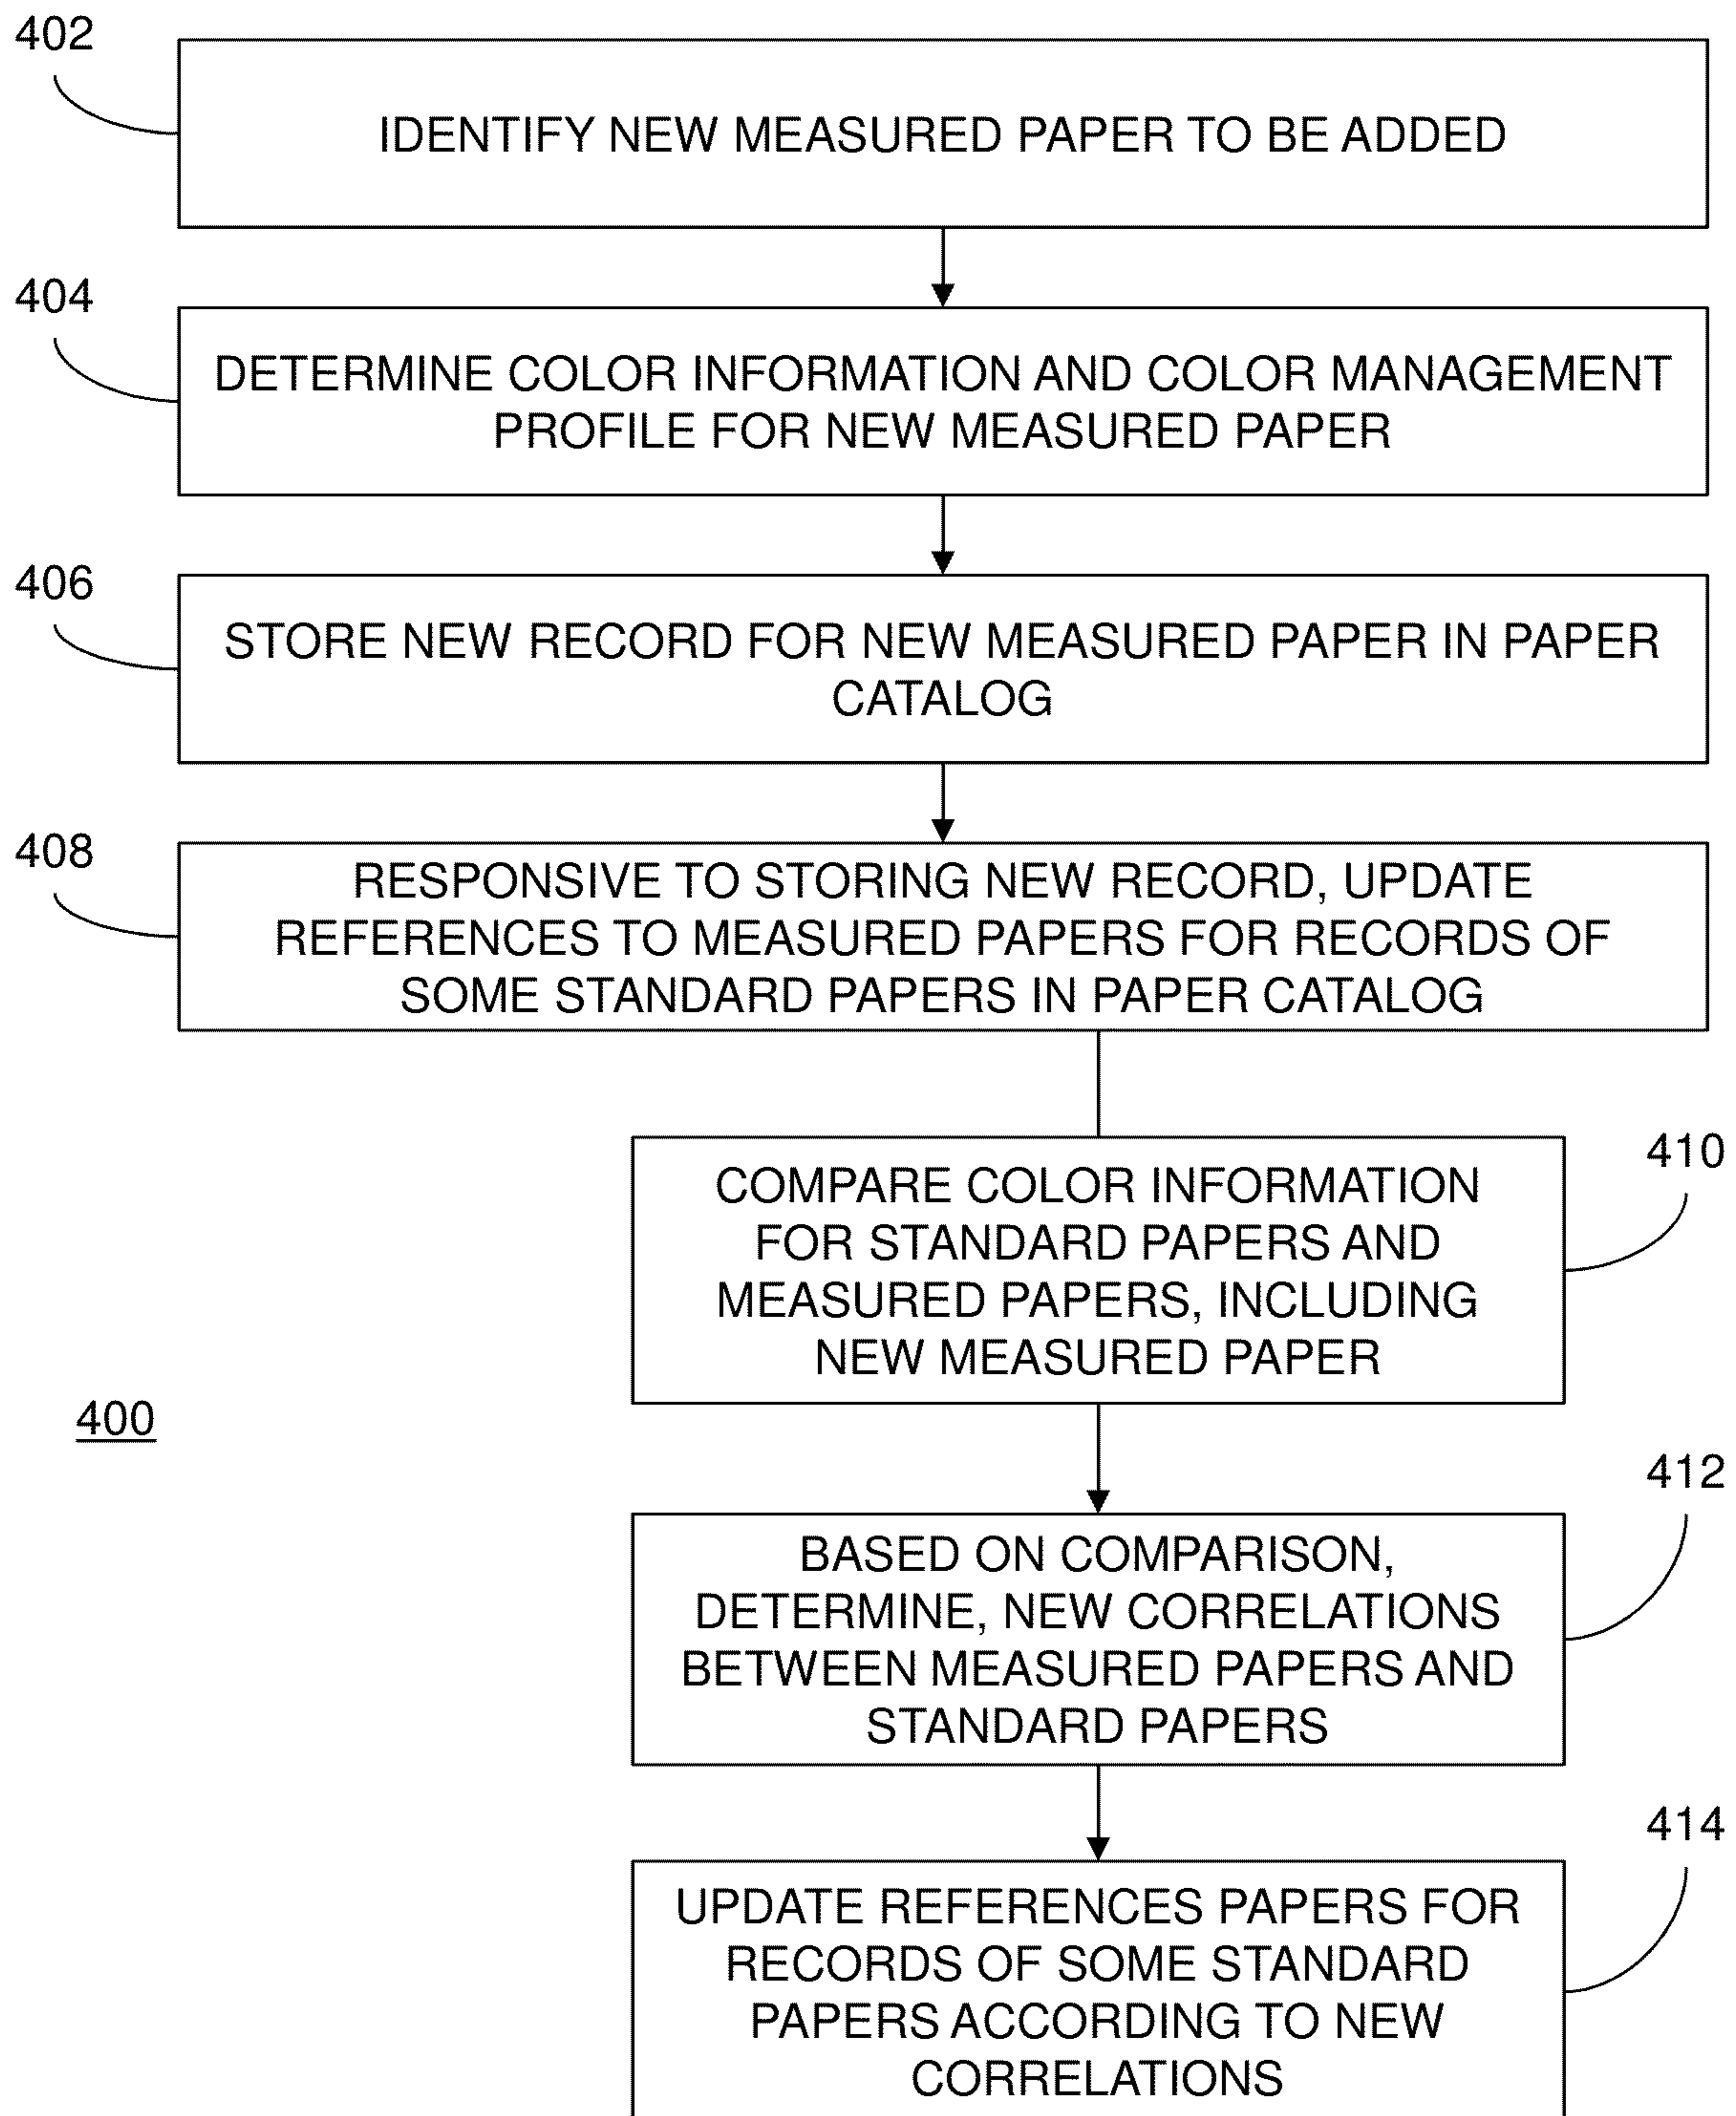 402
IDENTIFY NEW MEASURED PAPER TO BE ADDED
404
DETERMINE COLOR INFORMATION AND COLOR MANAGEMENT
PROFILE FOR NEW MEASURED PAPER
406
STORE NEW RECORD FOR NEW MEASURED PAPER IN PAPER
CATALOG
408
RESPONSIVE TO STORING NEW RECORD, UPDATE
REFERENCES TO MEASURED PAPERS FOR RECORDS OF
SOME STANDARD PAPERS IN PAPER CATALOG
410
COMPARE COLOR INFORMATION
FOR STANDARD PAPERS AND
MEASURED PAPERS, INCLUDING
NEW MEASURED PAPER
400
412
BASED ON COMPARISON,
DETERMINE, NEW CORRELATIONS
BETWEEN MEASURED PAPERS AND
STANDARD PAPERS
414
UPDATE REFERENCES PAPERS FOR
RECORDS OF SOME STANDARD
PAPERS ACCORDING TO NEW
CORRELATIONS